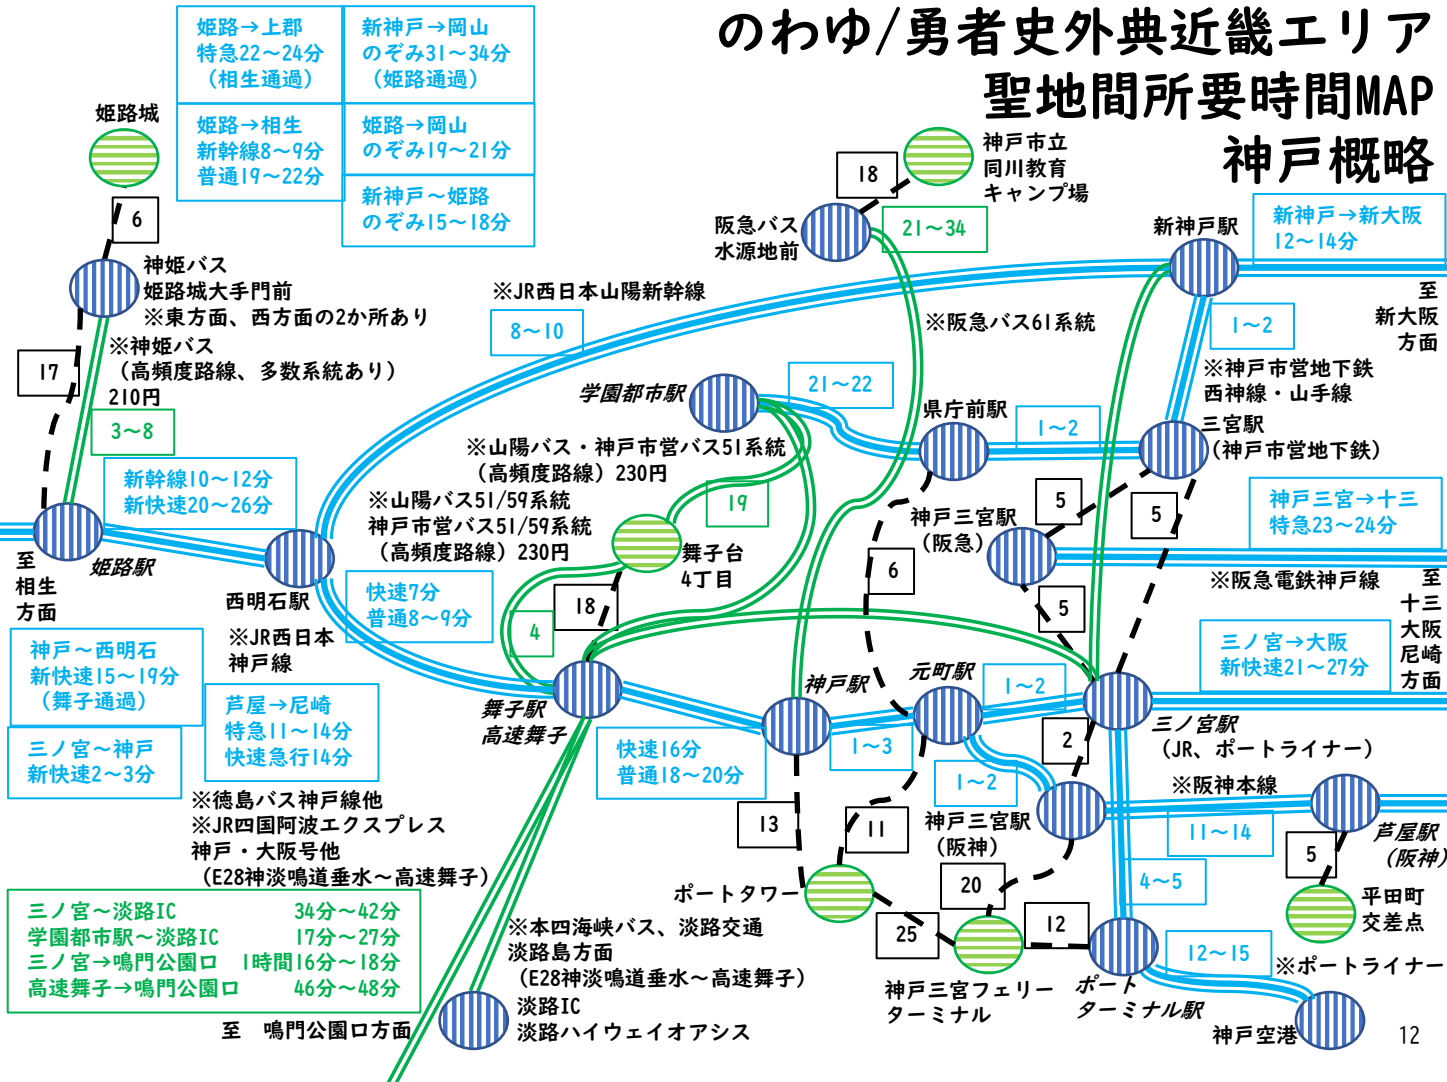 のわゆ/勇者史外典近畿エリア
聖地間所要時間MAP
神戸概略
姫路→上郡
特急22～24分
（相生通過）
新神戸→岡山
のぞみ31～34分
（姫路通過）
姫路→相生
新幹線8～9分
普通19～22分
姫路→岡山
のぞみ19～21分
新神戸～姫路
のぞみ15～18分
姫路城
6
神姫バス
姫路城大手門前
※東方面、西方面の2か所あり
17
※神姫バス
（高頻度路線、多数系統あり）
210円
3～8
新幹線10～12分
新快速20～26分
至
相生
方面
姫路駅
西明石駅
※JR西日本
神戸線
※JR西日本山陽新幹線
8～10
18
神戸市立
同川教育
キャンプ場
阪急バス
水源地前
21～34
※阪急バス61系統
新神戸駅
新神戸→新大阪
12～14分
至
新大阪
方面
1～2
※神戸市営地下鉄
西神線・山手線
学園都市駅
21～22
県庁前駅
1～2
三宮駅
（神戸市営地下鉄）
※山陽バス・神戸市営バス51系統
（高頻度路線）230円
※山陽バス51/59系統
神戸市営バス51/59系統
（高頻度路線）230円
19
舞子台
4丁目
18
4
快速7分
普通8～9分
神戸三宮駅
（阪急）
5
5
5
6
神戸三宮→十三
特急23～24分
※阪急電鉄神戸線
至
十三
大阪
尼崎
方面
三ノ宮→大阪
新快速21～27分
神戸～西明石
新快速15～19分
（舞子通過）
三ノ宮～神戸
新快速2～3分
芦屋→尼崎
特急11～14分
快速急行14分
舞子駅
高速舞子
快速16分
普通18～20分
神戸駅
1～3
元町駅
1～2
1～2
2
三ノ宮駅
（JR、ポートライナー）
※徳島バス神戸線他
※JR四国阿波エクスプレス
神戸・大阪号他
（E28神淡鳴道垂水～高速舞子）
13
11
神戸三宮駅
（阪神）
※阪神本線
11～14
芦屋駅
（阪神）
5
平田町
交差点
4～5
ポートタワー
25
20
12
神戸三宮フェリー
ターミナル
ポート
ターミナル駅
12～15
※ポートライナー
神戸空港
三ノ宮～淡路IC 34分～42分
学園都市駅～淡路IC 17分～27分
三ノ宮→鳴門公園口 1時間16分～18分
高速舞子→鳴門公園口 46分～48分
※本四海峡バス、淡路交通
淡路島方面
（E28神淡鳴道垂水～高速舞子）
淡路IC
淡路ハイウェイオアシス
至 鳴門公園口方面
12